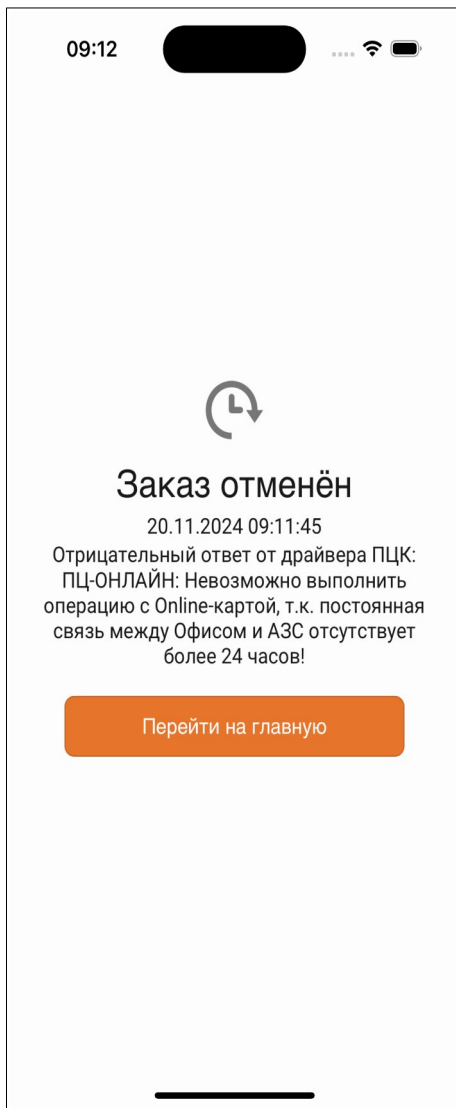 09:12
Заказ отменён
20.11.2024 09:11:45
Отрицательный ответ от драйвера ПЦК:
ПЦ-ОНЛАЙН: Невозможно выполнить
операцию с Online-картой, т.к. постоянная
связь между Офисом и АЗС отсутствует
более 24 часов!
Перейти на главную